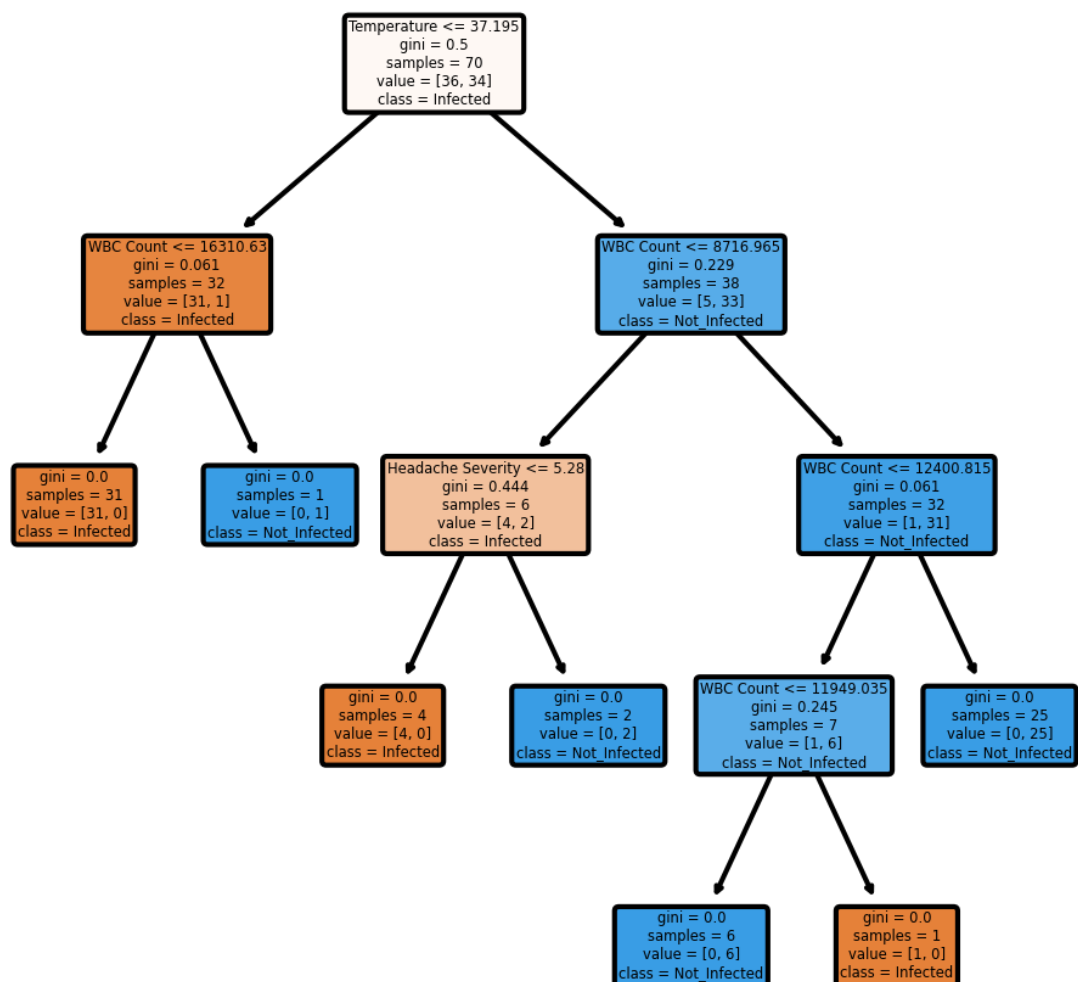 Temperature <= 37.195
gini = 0.5
samples = 70
value = [36, 34]
class = Infected
WBC Count <= 16310.63
gini = 0.061
samples = 32
value = [31, 1]
class = Infected
WBC Count <= 8716.965
gini = 0.229
samples = 38
value = [5, 33]
class = Not_Infected
gini = 0.0
samples = 31
value = [31, 0]
class = Infected
gini = 0.0
samples = 1
value = [0, 1]
class = Not_Infected
Headache Severity <= 5.28
gini = 0.444
samples = 6
value = [4, 2]
class = Infected
WBC Count <= 12400.815
gini = 0.061
samples = 32
value = [1, 31]
class = Not_Infected
gini = 0.0
samples = 4
value = [4, 0]
class = Infected
gini = 0.0
samples = 2
value = [0, 2]
class = Not_Infected
WBC Count <= 11949.035
gini = 0.245
samples = 7
value = [1, 6]
class = Not_Infected
gini = 0.0
samples = 25
value = [0, 25]
class = Not_Infected
gini = 0.0
samples = 6
value = [0, 6]
class = Not_Infected
gini = 0.0
samples = 1
value = [1, 0]
class = Infected